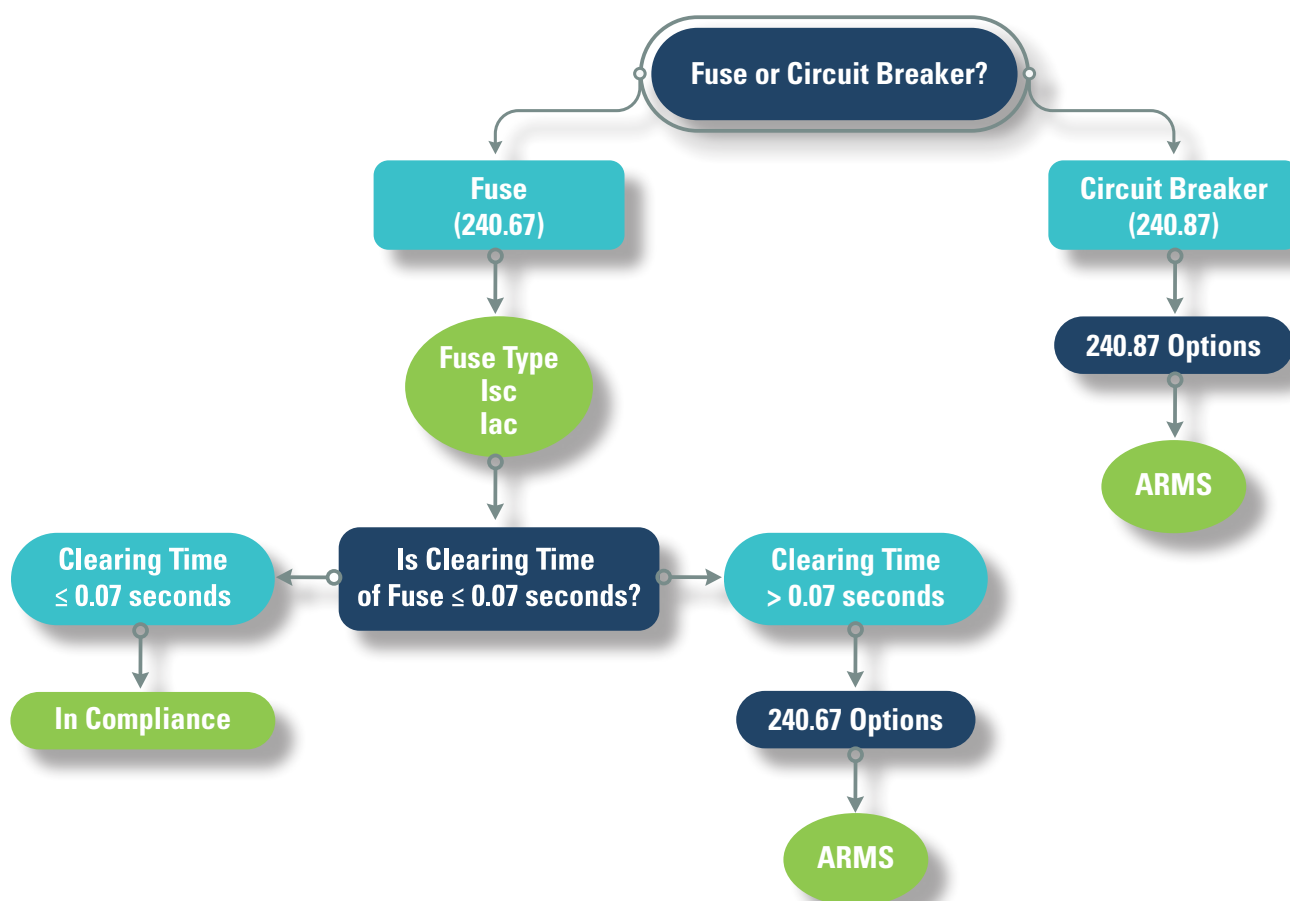 Fuse or Circuit Breaker?
Fuse
(240.67)
Circuit Breaker
(240.87)
Fuse Type
Isc
Iac
240.87 Options
ARMS
Clearing Time
≤ 0.07 seconds
Is Clearing Time
of Fuse ≤ 0.07 seconds?
Clearing Time
> 0.07 seconds
In Compliance
240.67 Options
ARMS